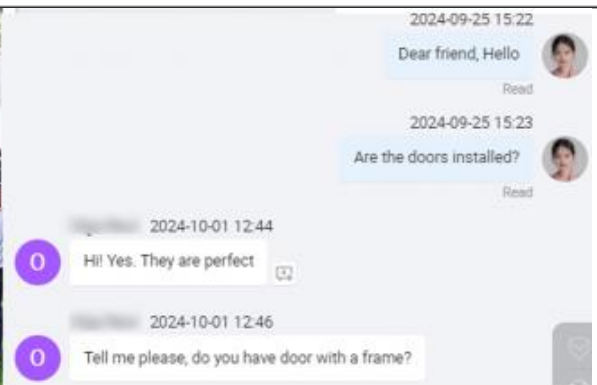 2024-09-25 15:22
Dear friend, Hello
Read
2024-09-25 15:23
Are the doors installed?
Read
2024-10-01 12:44
O
Hi! Yes. They are perfect
2024-10-01 12:46
O
Tell me please, do you have door with a frame?